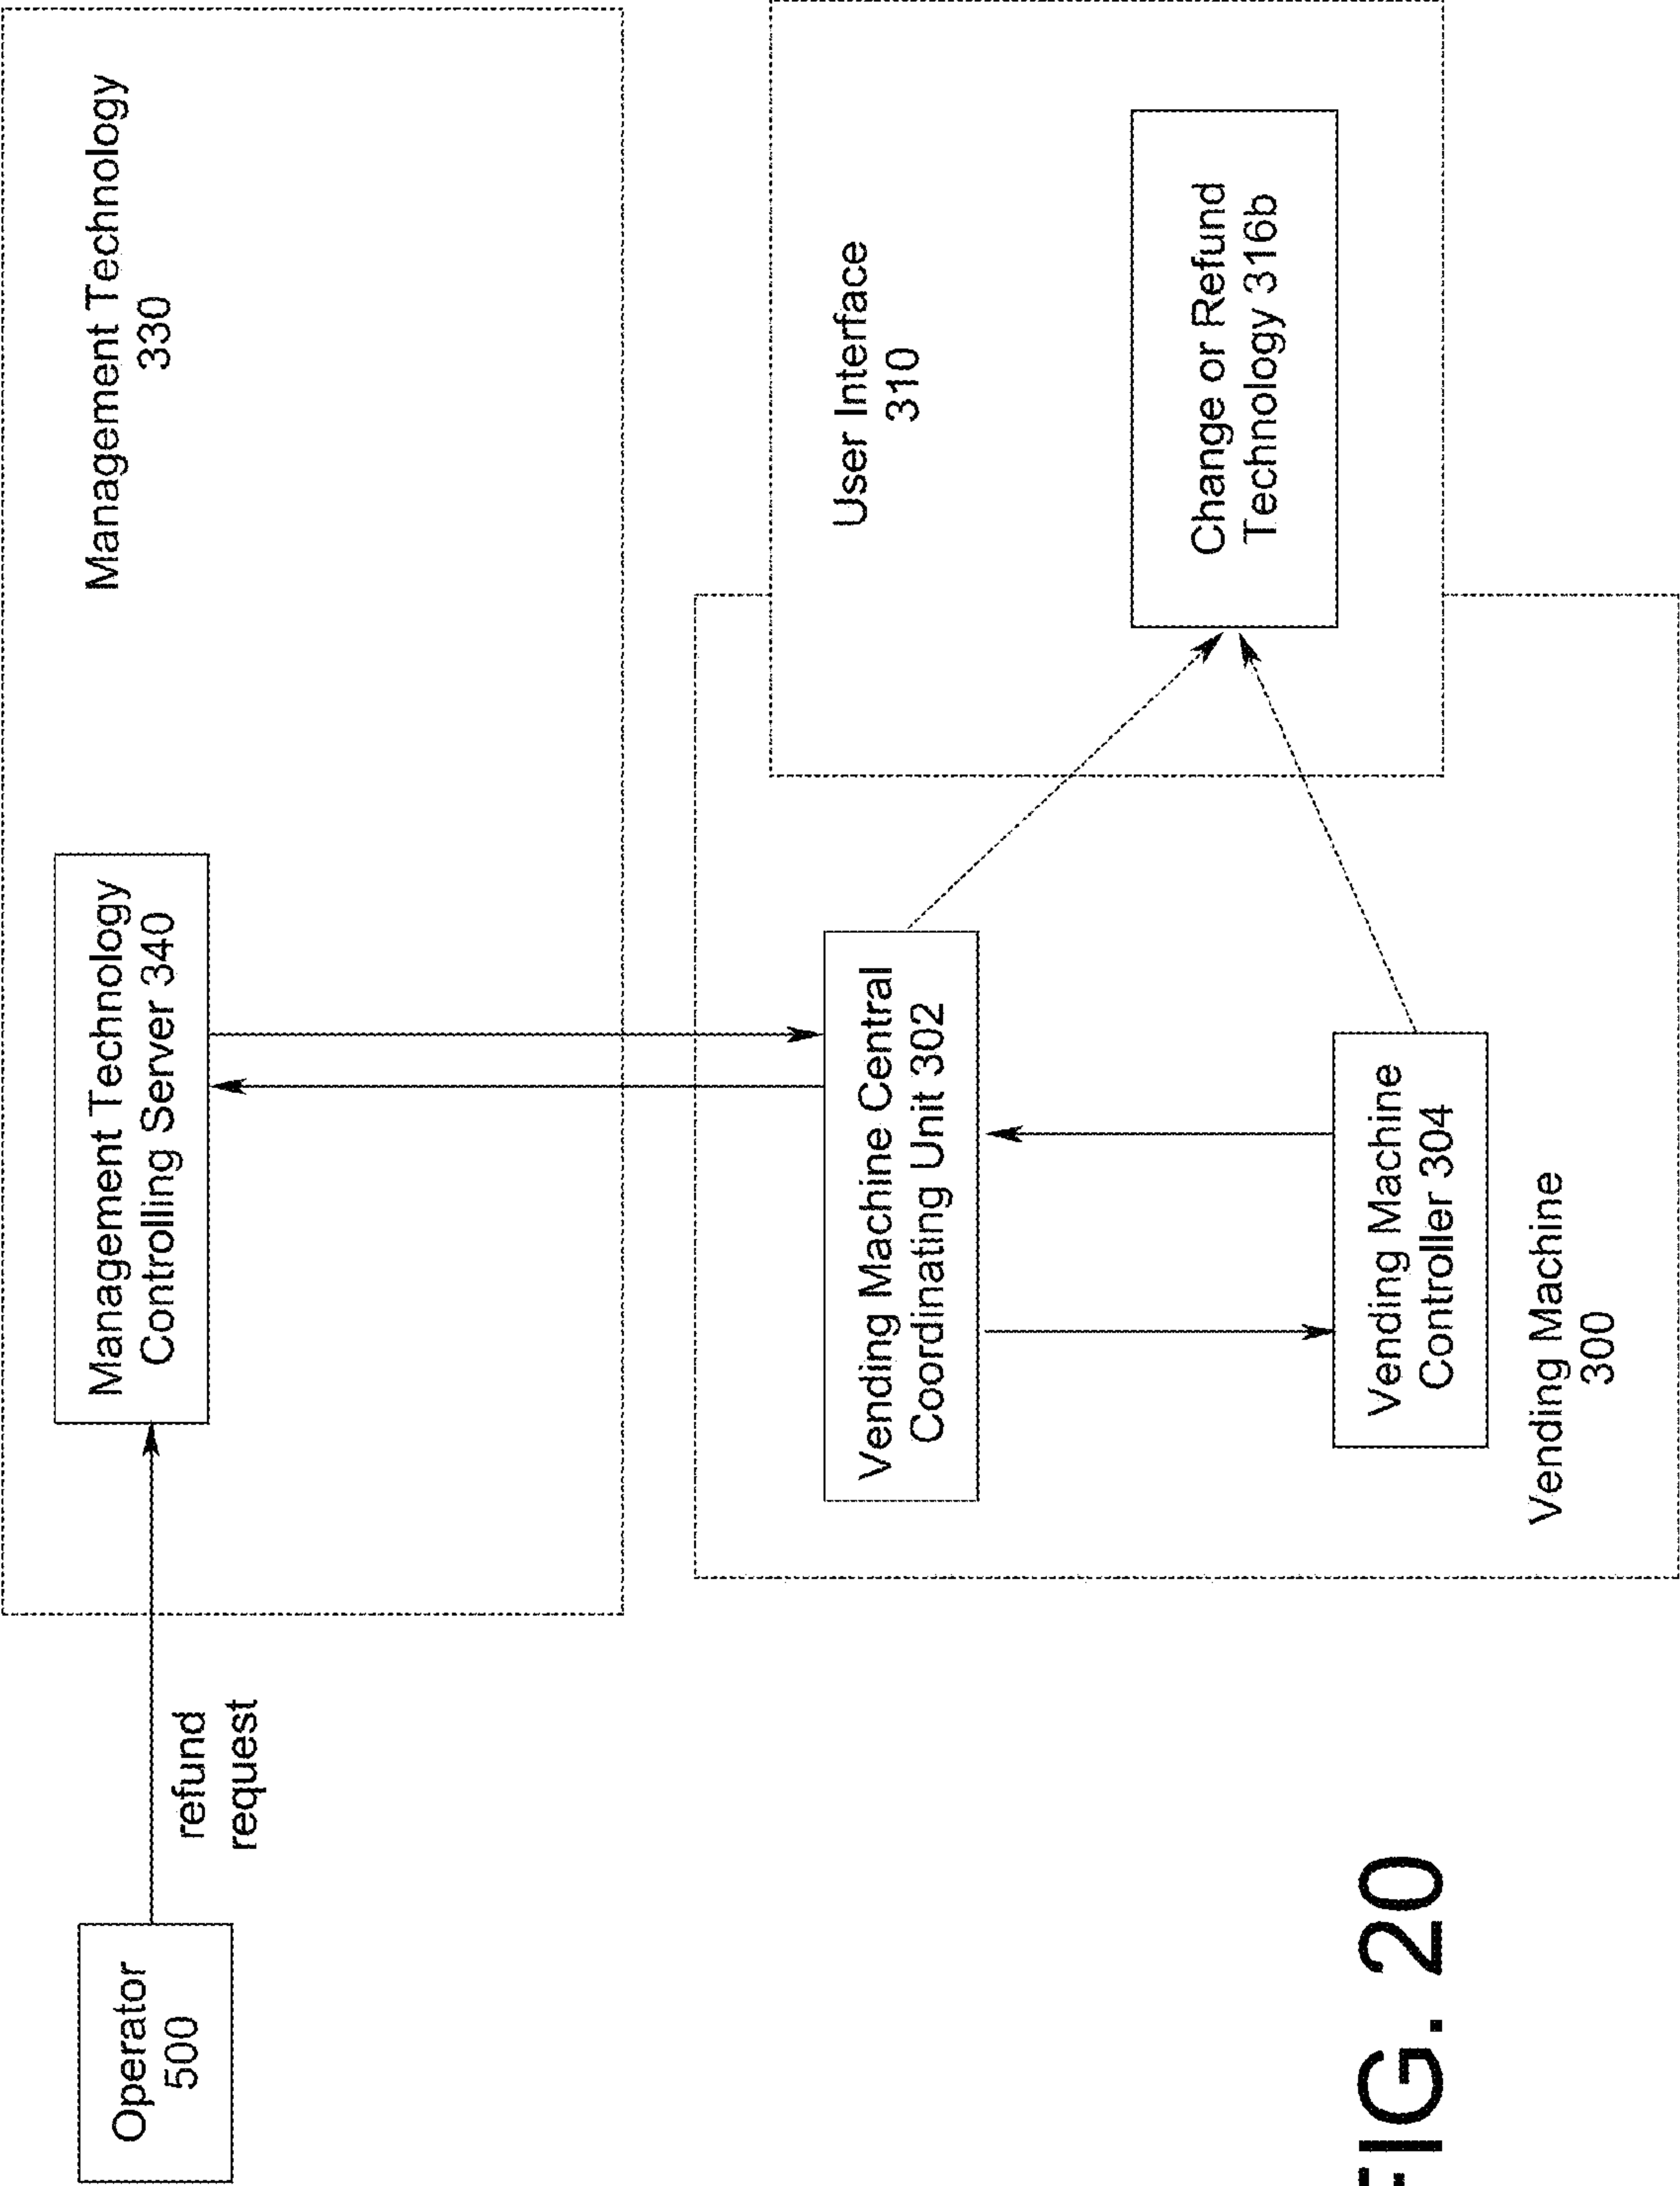 Management Technology
330
Management Technology
Controlling Server 340
Operator
500
refund
request
User Interface
310
Vending Machine Central
Coordinating Unit 302
Change or Refund
Technology 316b
Vending Machine
Controller 304
Vending Machine
300
FIG. 20